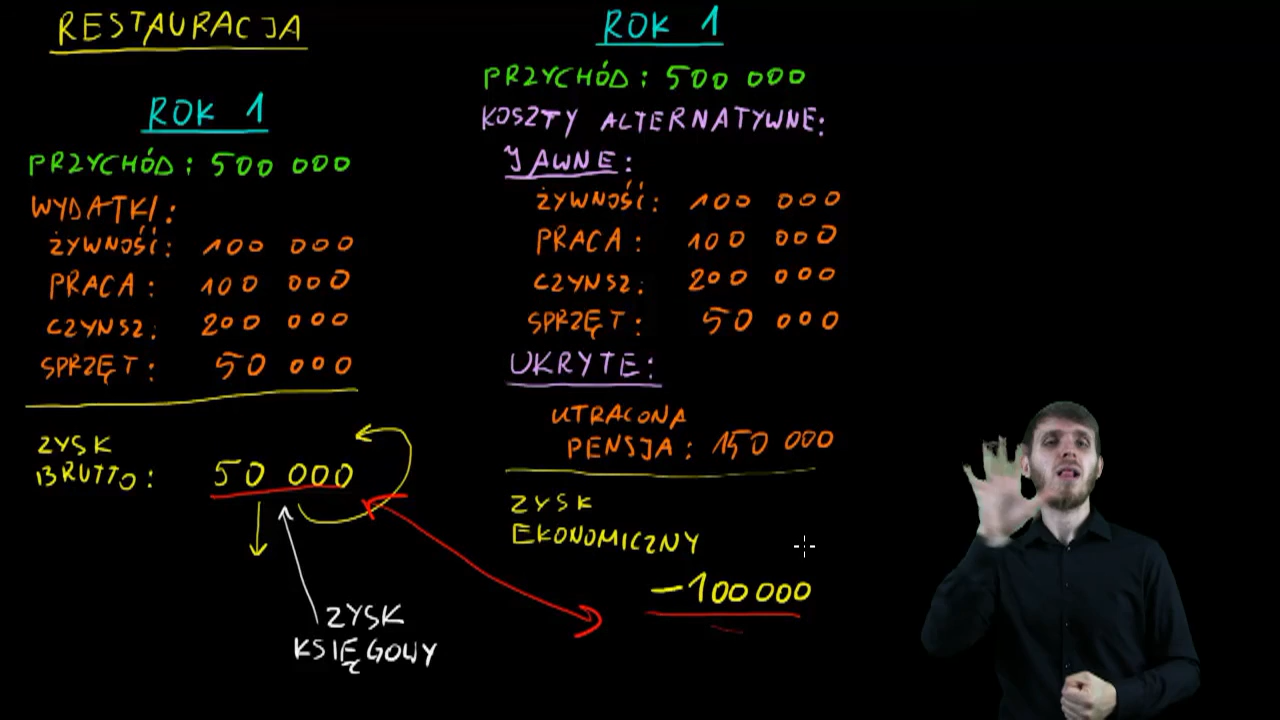 RESTAURACJA
ROK 1
PRZYCHÓD: 500 000
WYDATKI:
ŻYWNOŚĆ: 100 000
PRACA: 100 000
CZYNSZ: 200 000
SPRZĘT: 50 000
ZYSK
BRUTTO: 50 000
ZYSK
KSIĘGOWY
ROK 1
PRZYCHÓD: 500 000
KOSZTY ALTERNATYWNE:
JAWNE:
ŻYWNOŚĆ: 100 000
PRACA: 100 000
CZYNSZ: 200 000
SPRZĘT: 50 000
UKRYTE:
UTRACONA
PENSJA: 150 000
ZYSK
EKONOMICZNY
-100 000